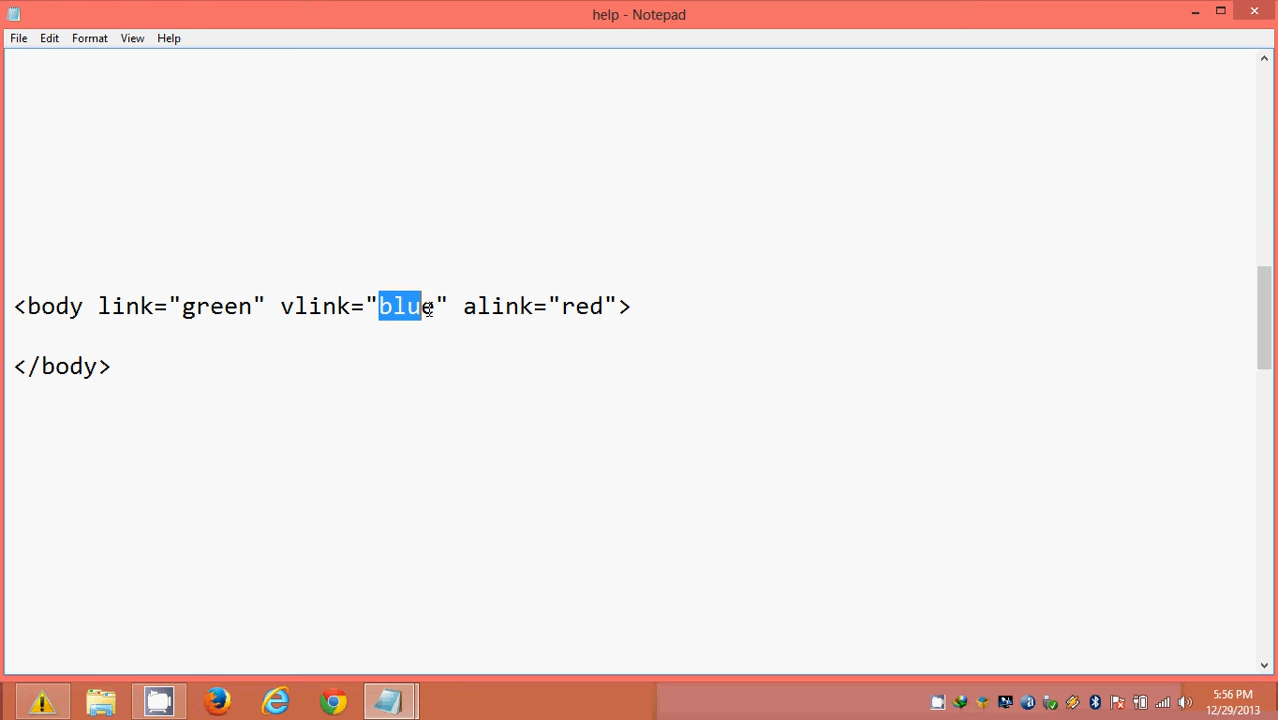 help - Notepad
File Edit Format View Help
<body link="green" vlink="blue" alink="red">
</body>
5:56 PM
12/29/2013